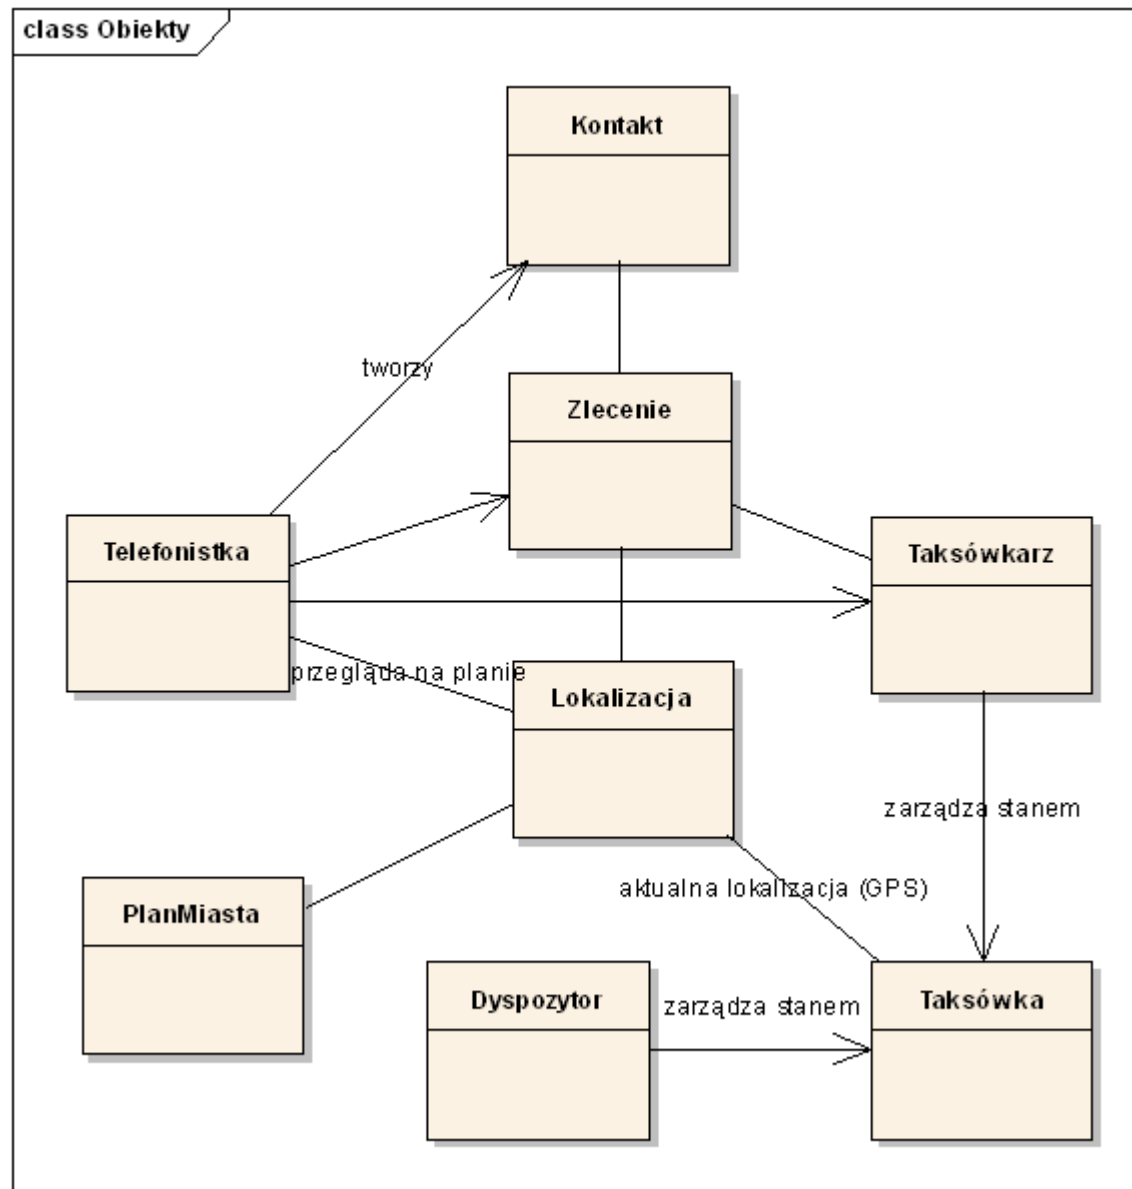 class Obiekty
Kontakt
tworzy
Zlecenie
Telefonistka
Taksówkarz
przegląda na planie
Lokalizacja
zarządza stanem
aktualna lokalizacja (GPS)
PlanMiasta
Dyspozytor
zarządza stanem
Taksówka